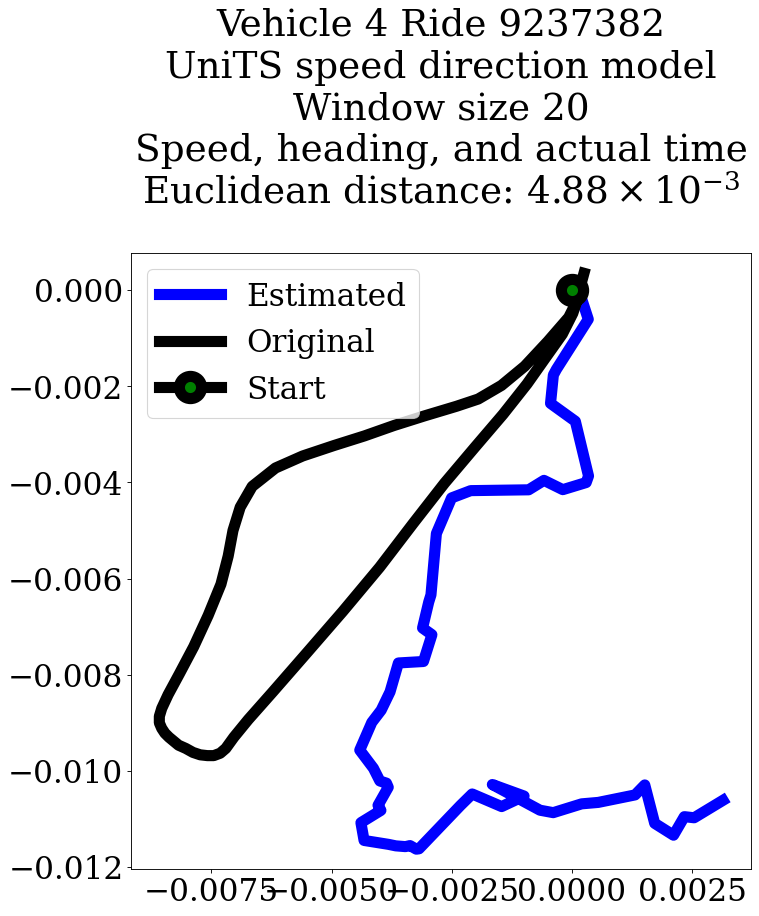 Vehicle 4 Ride 9237382
UniTS speed direction model
Window size 20
Speed, heading, and actual time
Euclidean distance: 4.88 × 10⁻³
Estimated
Original
Start
0.000
−0.002
−0.004
−0.006
−0.008
−0.010
−0.012
−0.0075 −0.0050 −0.0025 0.0000 0.0025